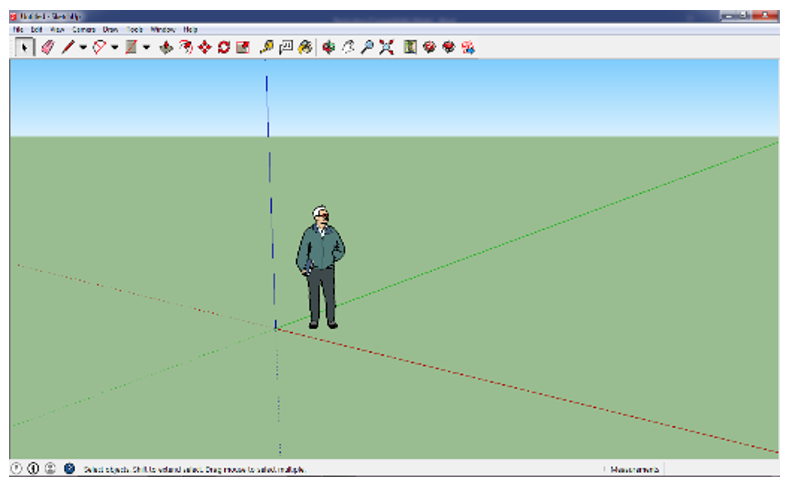 Untitled - SketchUp
File Edit View Camera Draw Tools Window Help
Select objects. Shift to extend select. Drag mouse to select multiple.
Measurements